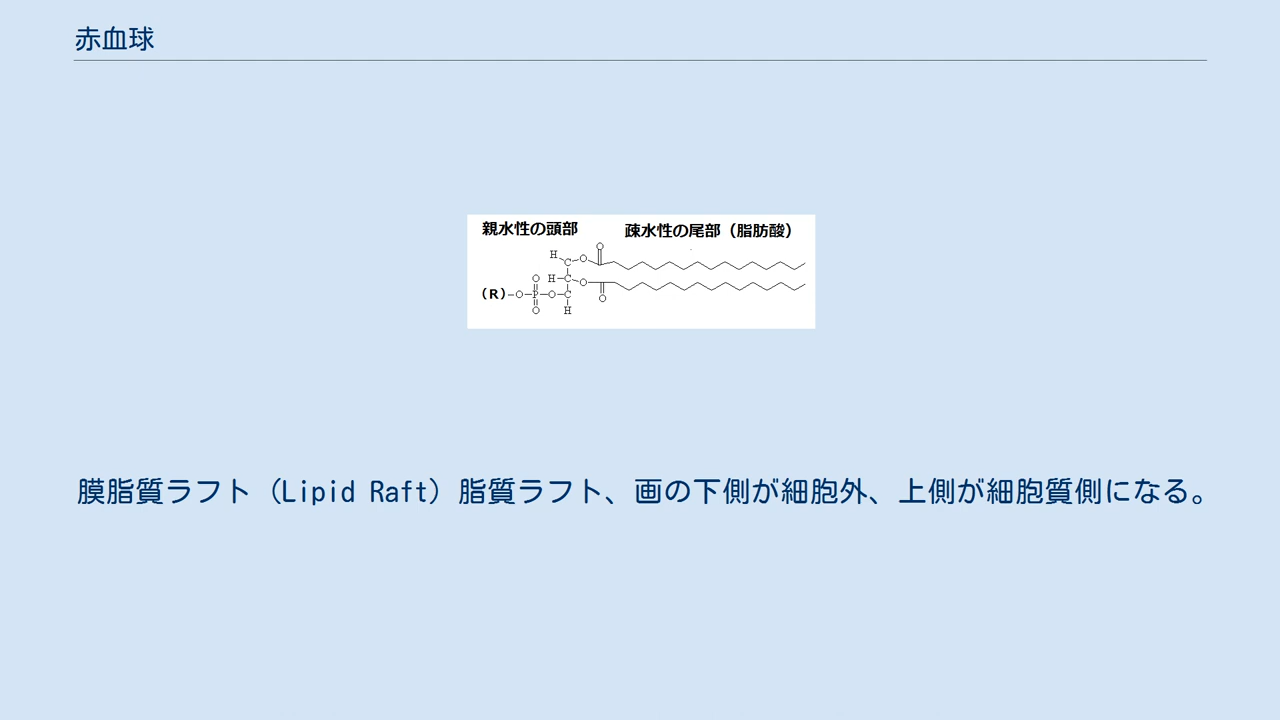 赤血球
親水性の頭部 疎水性の尾部（脂肪酸）
O
H
C O
O H C O
(R) O P O C O
O H
膜脂質ラフト（Lipid Raft）脂質ラフト、画の下側が細胞外、上側が細胞質側になる。